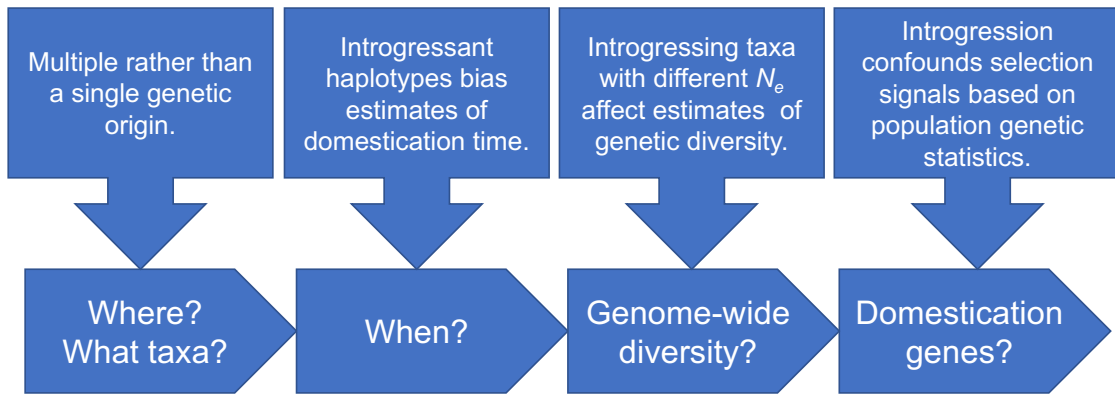 Multiple rather than
a single genetic
origin.
Introgressant
haplotypes bias
estimates of
domestication time.
Introgressing taxa
with different Ne
affect estimates of
genetic diversity.
Introgression
confounds selection
signals based on
population genetic
statistics.
Where?
What taxa?
When?
Genome-wide
diversity?
Domestication
genes?